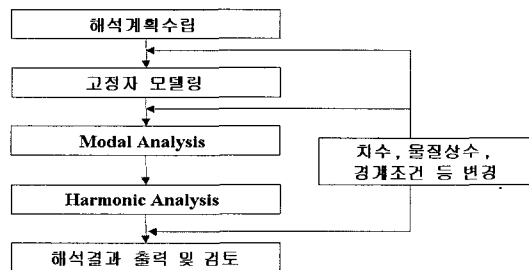 해석계획수립
고정자 모델링
Modal Analysis
Harmonic Analysis
해석결과 출력 및 검토
치수, 물질상수,
경계조건 등 변경